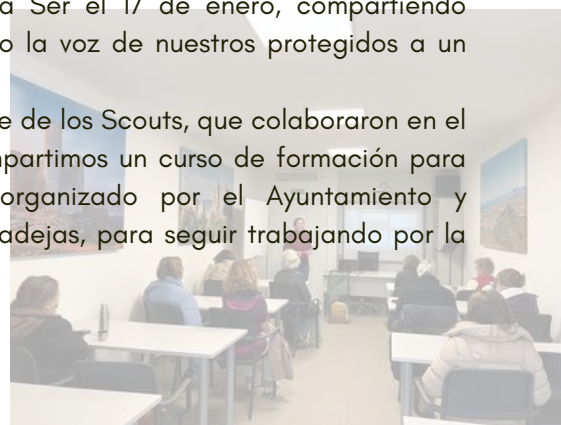 a Ser el 17 de enero, compartiendo
o la voz de nuestros protegidos a un
e de los Scouts, que colaboraron en el
partimos un curso de formación para
organizado por el Ayuntamiento y
adejas, para seguir trabajando por la